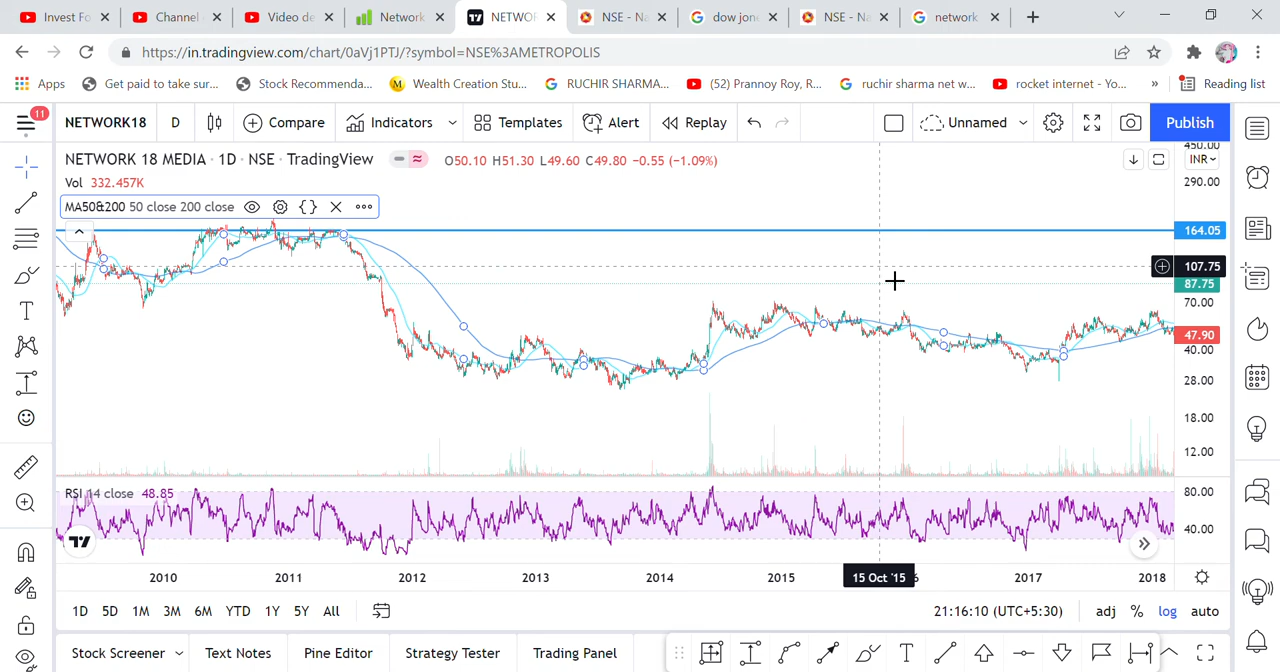 Invest Fo
Channel
Video de
Network
NETWOR
NSE - Na
dow jon
NSE - Na
network
https://in.tradingview.com/chart/0aVj1PTJ/?symbol=NSE%3AMETROPOLIS
Apps
Get paid to take sur...
Stock Recommenda...
Wealth Creation Stu...
RUCHIR SHARMA...
(52) Prannoy Roy, R...
ruchir sharma net w...
rocket internet - Yo...
»
Reading list
11
NETWORK18
D
Compare
Indicators
Templates
Alert
Replay
Unnamed
Publish
NETWORK 18 MEDIA · 1D · NSE · TradingView
O50.10 H51.30 L49.60 C49.80 −0.55 (−1.09%)
Vol 332.457K
MA50&200 50 close 200 close
450.00
INR
290.00
164.05
107.75
87.75
70.00
47.90
40.00
28.00
18.00
12.00
RSI 14 close 48.85
80.00
40.00
2010
2011
2012
2013
2014
2015
15 Oct '15
6
2017
2018
1D
5D
1M
3M
6M
YTD
1Y
5Y
All
21:16:10 (UTC+5:30)
adj
%
log
auto
Stock Screener
Text Notes
Pine Editor
Strategy Tester
Trading Panel